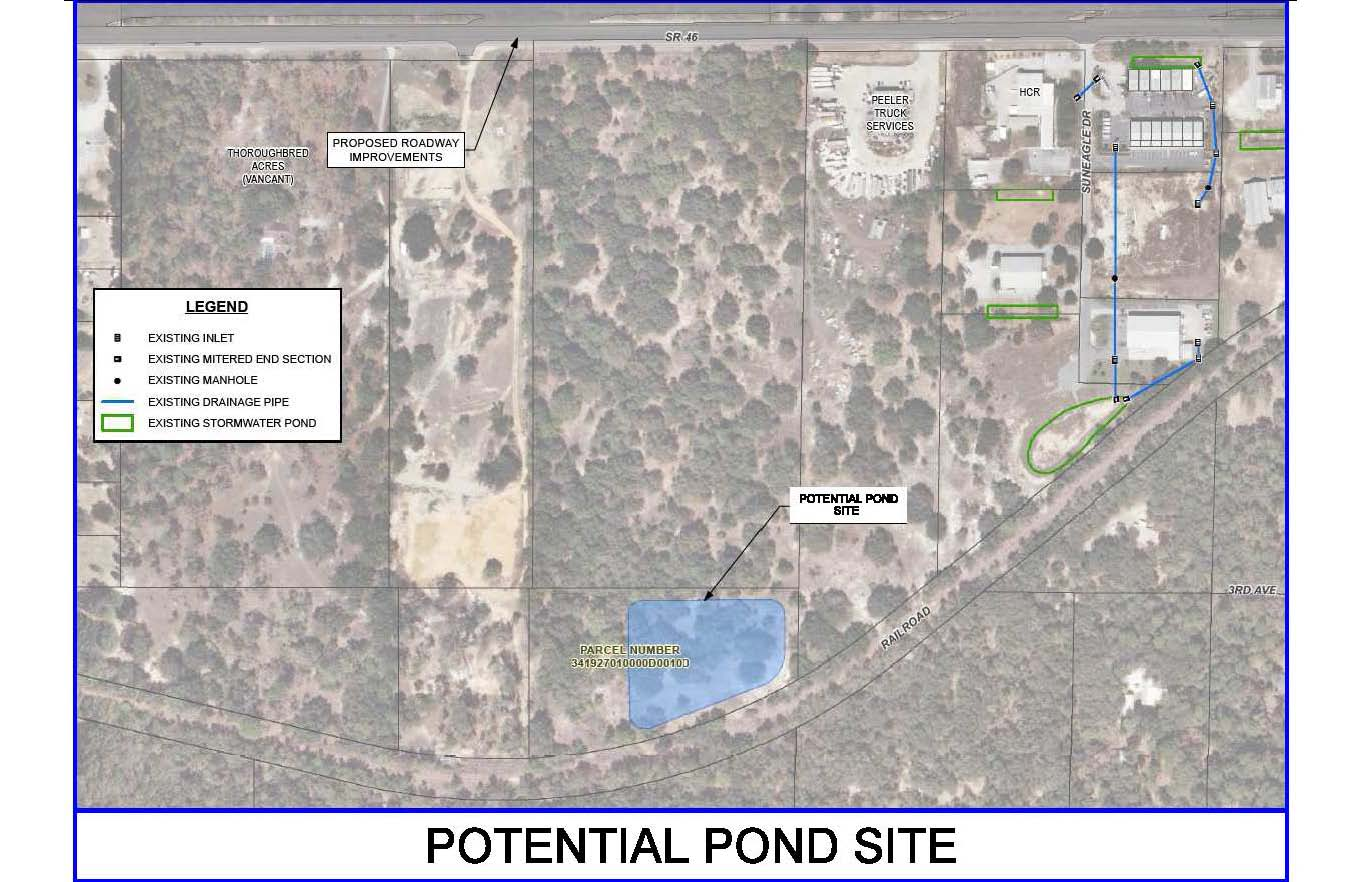 SR 46
PROPOSED ROADWAY
IMPROVEMENTS
THOROUGHBRED
ACRES
(VANCANT)
PEELER
TRUCK
SERVICES
HCR
SUNEAGLE DR
LEGEND
EXISTING INLET
EXISTING MITERED END SECTION
EXISTING MANHOLE
EXISTING DRAINAGE PIPE
EXISTING STORMWATER POND
POTENTIAL POND
SITE
3RD AVE
RAILROAD
PARCEL NUMBER
POTENTIAL POND SITE